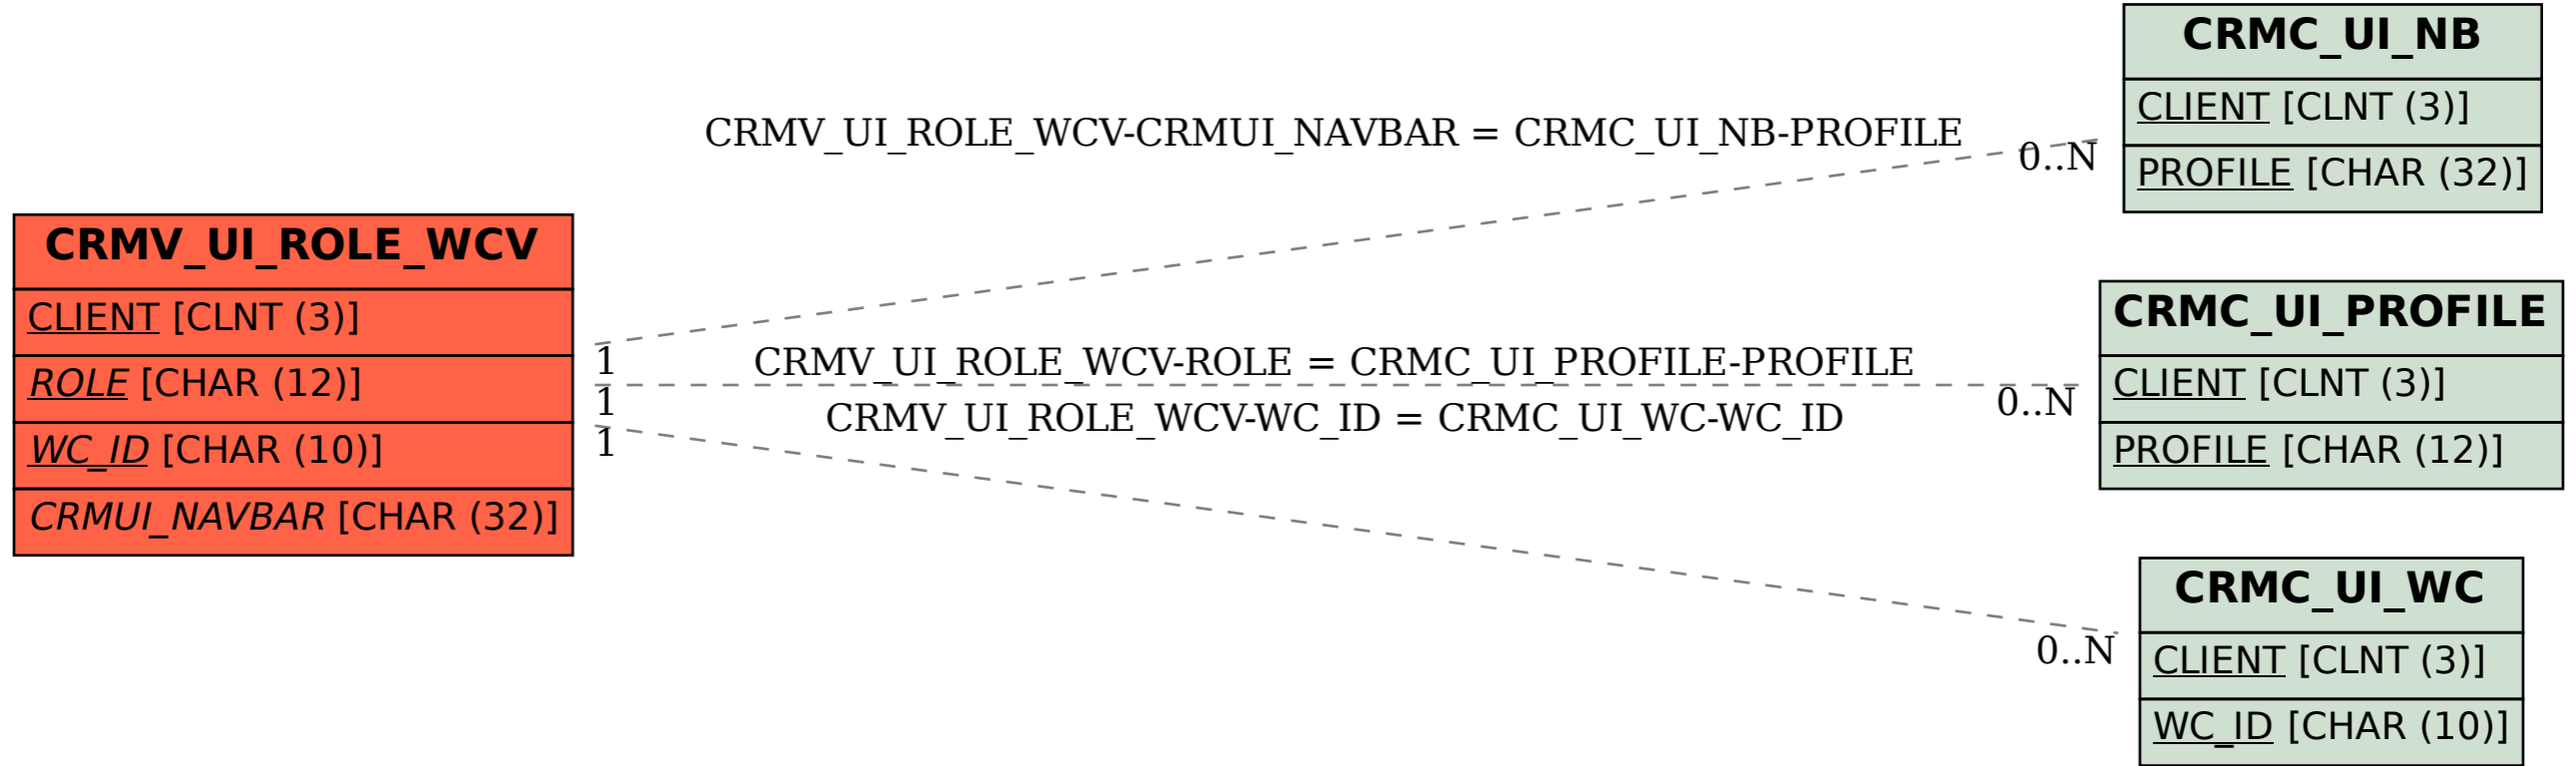 CRMV_UI_ROLE_WCV
CLIENT [CLNT (3)]
ROLE [CHAR (12)]
WC_ID [CHAR (10)]
CRMUI_NAVBAR [CHAR (32)]
CRMV_UI_ROLE_WCV-CRMUI_NAVBAR = CRMC_UI_NB-PROFILE
0..N
1
CRMV_UI_ROLE_WCV-ROLE = CRMC_UI_PROFILE-PROFILE
0..N
1
CRMV_UI_ROLE_WCV-WC_ID = CRMC_UI_WC-WC_ID
1
0..N
CRMC_UI_NB
CLIENT [CLNT (3)]
PROFILE [CHAR (32)]
CRMC_UI_PROFILE
CLIENT [CLNT (3)]
PROFILE [CHAR (12)]
CRMC_UI_WC
CLIENT [CLNT (3)]
WC_ID [CHAR (10)]